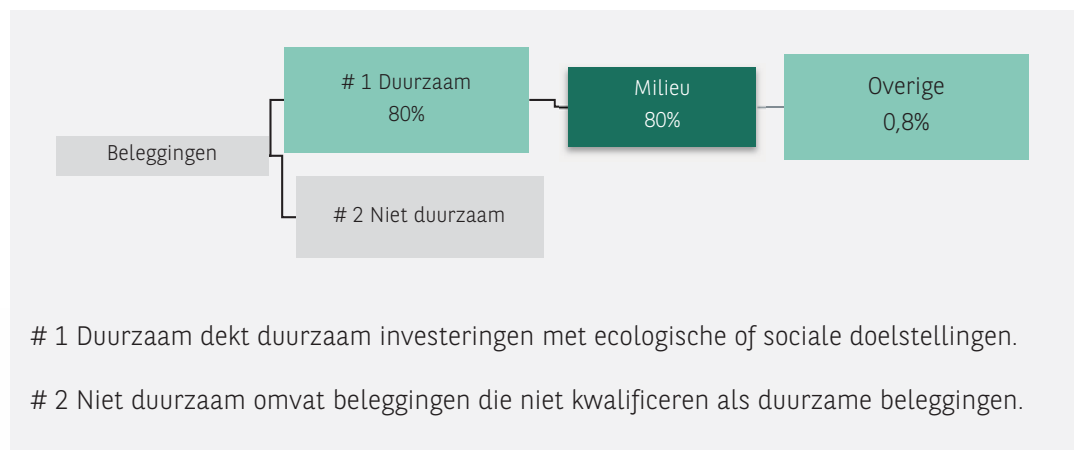 # 1 Duurzaam
80%
Milieu
80%
Overige
0,8%
Beleggingen
# 2 Niet duurzaam
# 1 Duurzaam dekt duurzaam investeringen met ecologische of sociale doelstellingen.
# 2 Niet duurzaam omvat beleggingen die niet kwalificeren als duurzame beleggingen.